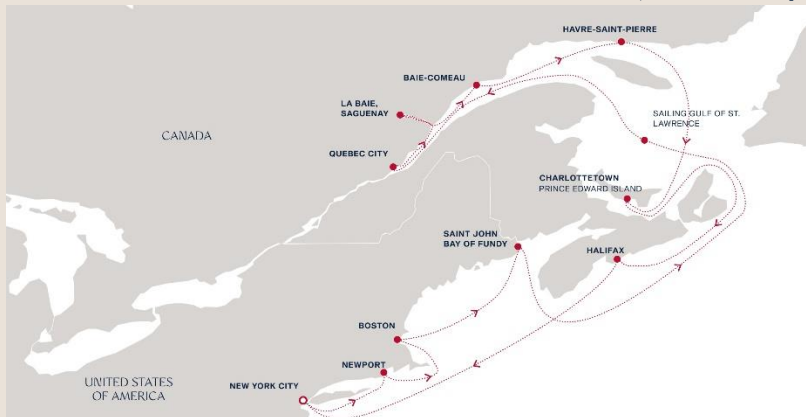 HAVRE-SAINT-PIERRE
BAIE-COMEAU
LA BAIE,
SAGUENAY
SAILING GULF OF ST.
LAWRENCE
CANADA
QUEBEC CITY
CHARLOTTETOWN
PRINCE EDWARD ISLAND
SAINT JOHN
BAY OF FUNDY
HALIFAX
BOSTON
NEWPORT
UNITED STATES
OF AMERICA
NEW YORK CITY